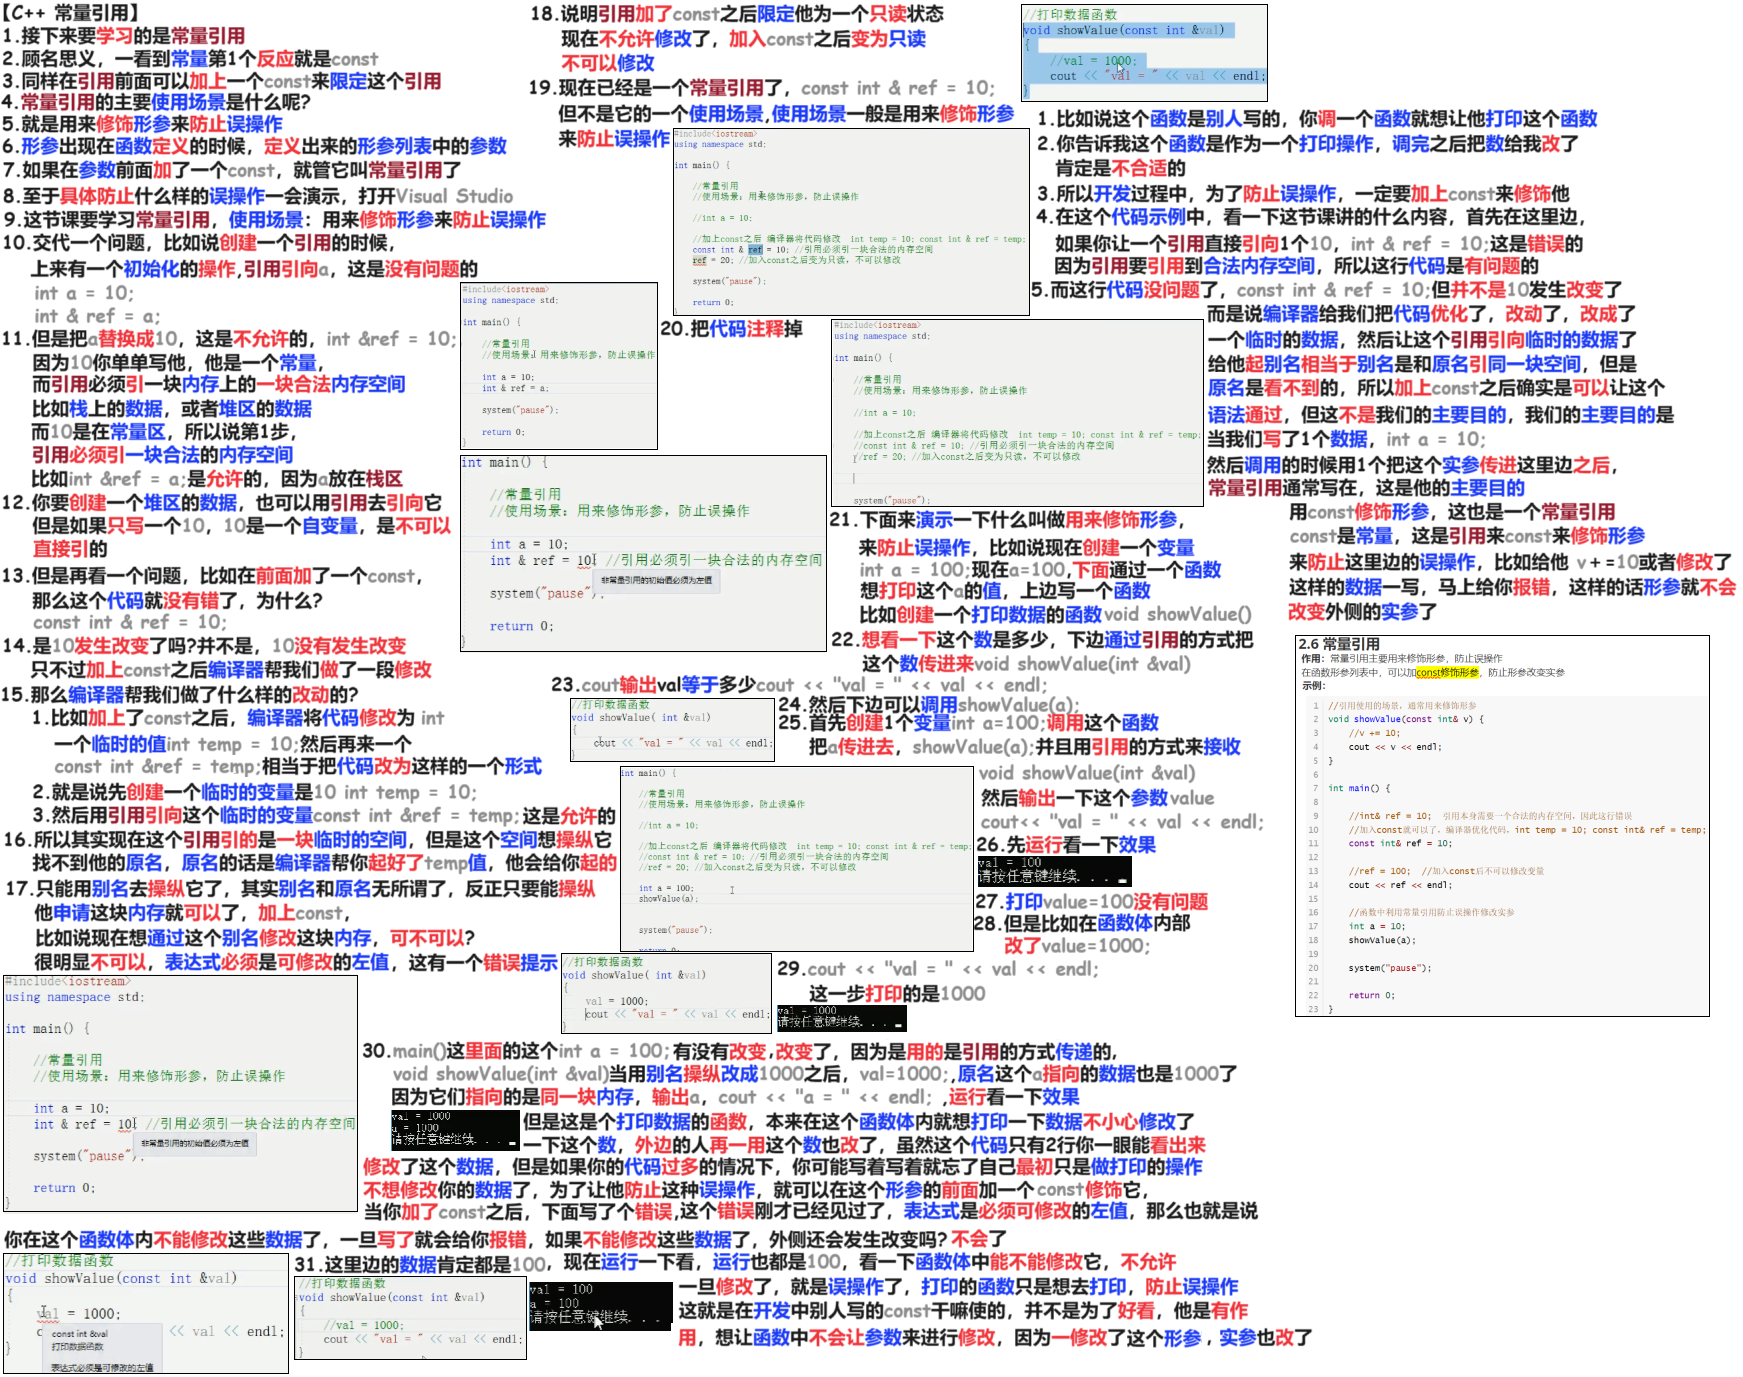 【C++ 常量引用】
1.接下来要学习的是常量引用
2.顾名思义，一看到常量第1个反应就是const
3.同样在引用前面可以加上一个const来限定这个引用
4.常量引用的主要使用场景是什么呢?
5.就是用来修饰形参来防止误操作
6.形参出现在函数定义的时候，定义出来的形参列表中的参数
7.如果在参数前面加了一个const，就管它叫常量引用了
8.至于具体防止什么样的误操作一会演示，打开Visual Studio
9.这节课要学习常量引用，使用场景：用来修饰形参来防止误操作
10.交代一个问题，比如说创建一个引用的时候，
上来有一个初始化的操作,引用引向a，这是没有问题的
int a = 10;
int & ref = a;
11.但是把a替换成10，这是不允许的，int &ref = 10;
因为10你单单写他，他是一个常量，
而引用必须引一块内存上的一块合法内存空间
比如栈上的数据，或者堆区的数据
而10是在常量区，所以说第1步，
引用必须引一块合法的内存空间
比如int &ref = a;是允许的，因为a放在栈区
12.你要创建一个堆区的数据，也可以用引用去引向它
但是如果只写一个10，10是一个自变量，是不可以
直接引的
13.但是再看一个问题，比如在前面加了一个const，
那么这个代码就没有错了，为什么?
const int & ref = 10;
14.是10发生改变了吗?并不是，10没有发生改变
只不过加上const之后编译器帮我们做了一段修改
15.那么编译器帮我们做了什么样的改动的?
1.比如加上了const之后，编译器将代码修改为 int
一个临时的值int temp = 10;然后再来一个
const int &ref = temp;相当于把代码改为这样的一个形式
2.就是说先创建一个临时的变量是10 int temp = 10;
3.然后用引用引向这个临时的变量const int &ref = temp;这是允许的
16.所以其实现在这个引用引的是一块临时的空间，但是这个空间想操纵它
找不到他的原名，原名的话是编译器帮你起好了temp值，他会给你起的
17.只能用别名去操纵它了，其实别名和原名无所谓了，反正只要能操纵
他申请这块内存就可以了，加上const，
比如说现在想通过这个别名修改这块内存，可不可以?
很明显不可以，表达式必须是可修改的左值，这有一个错误提示
#include<iostream>
using namespace std;
int main() {
//常量引用
//使用场景：用来修饰形参，防止误操作
int a = 10;
int & ref = 10; //引用必须引一块合法的内存空间
非常量引用的初始值必须为左值
system("pause");
return 0;
}
18.说明引用加了const之后限定他为一个只读状态
现在不允许修改了，加入const之后变为只读
不可以修改
19.现在已经是一个常量引用了，const int & ref = 10;
但不是它的一个使用场景,使用场景一般是用来修饰形参
来防止误操作
#include<iostream>
using namespace std;
int main() {
//常量引用
//使用场景：用来修饰形参，防止误操作
//int a = 10;
//加上const之后 编译器将代码修改 int temp = 10; const int & ref = temp;
const int & ref = 10; //引用必须引一块合法的内存空间
ref = 20; //加入const之后变为只读，不可以修改
system("pause");
return 0;
#include<iostream>
using namespace std;
int main() {
//常量引用
//使用场景：用来修饰形参，防止误操作
int a = 10;
int & ref = a;
system("pause");
return 0;
}
20.把代码注释掉
#include<iostream>
using namespace std;
int main() {
//常量引用
//使用场景：用来修饰形参，防止误操作
//int a = 10;
//加上const之后 编译器将代码修改 int temp = 10; const int & ref = temp;
//const int & ref = 10; //引用必须引一块合法的内存空间
//ref = 20; //加入const之后变为只读，不可以修改
system("pause");
int main() {
//常量引用
//使用场景：用来修饰形参，防止误操作
int a = 10;
int & ref = 10; //引用必须引一块合法的内存空间
非常量引用的初始值必须为左值
system("pause");
return 0;
}
21.下面来演示一下什么叫做用来修饰形参，
来防止误操作，比如说现在创建一个变量
int a = 100;现在a=100,下面通过一个函数
想打印这个a的值，上边写一个函数
比如创建一个打印数据的函数void showValue()
22.想看一下这个数是多少，下边通过引用的方式把
这个数传进来void showValue(int &val)
23.cout输出val等于多少cout << "val = " << val << endl;
//打印数据函数
void showValue( int &val)
{
cout << "val = " << val << endl;
}
24.然后下边可以调用showValue(a);
25.首先创建1个变量int a=100;调用这个函数
把a传进去，showValue(a);并且用引用的方式来接收
void showValue(int &val)
然后输出一下这个参数value
cout<< "val = " << val << endl;
int main() {
//常量引用
//使用场景：用来修饰形参，防止误操作
//int a = 10;
//加上const之后 编译器将代码修改 int temp = 10; const int & ref = temp;
//const int & ref = 10; //引用必须引一块合法的内存空间
//ref = 20; //加入const之后变为只读，不可以修改
int a = 100;
showValue(a);
system("pause");
return 0;
26.先运行看一下效果
val = 100
请按任意键继续. . .
27.打印value=100没有问题
28.但是比如在函数体内部
改了value=1000;
//打印数据函数
void showValue( int &val)
{
val = 1000;
cout << "val = " << val << endl;
}
29.cout << "val = " << val << endl;
这一步打印的是1000
val = 1000
请按任意键继续. . .
30.main()这里面的这个int a = 100;有没有改变,改变了，因为是用的是引用的方式传递的，
void showValue(int &val)当用别名操纵改成1000之后，val=1000;,原名这个a指向的数据也是1000了
因为它们指向的是同一块内存，输出a，cout << "a = " << endl; ,运行看一下效果
val = 1000
a = 1000
请按任意键继续. . .
但是这是个打印数据的函数，本来在这个函数体内就想打印一下数据不小心修改了
一下这个数，外边的人再一用这个数也改了，虽然这个代码只有2行你一眼能看出来
修改了这个数据，但是如果你的代码过多的情况下，你可能写着写着就忘了自己最初只是做打印的操作
不想修改你的数据了，为了让他防止这种误操作，就可以在这个形参的前面加一个const修饰它，
当你加了const之后，下面写了个错误,这个错误刚才已经见过了，表达式是必须可修改的左值，那么也就是说
你在这个函数体内不能修改这些数据了，一旦写了就会给你报错，如果不能修改这些数据了，外侧还会发生改变吗? 不会了
//打印数据函数
void showValue(const int &val)
{
val = 1000;
c << val << endl;
}
const int &val
打印数据函数
表达式必须是可修改的左值
31.这里边的数据肯定都是100，现在运行一下看，运行也都是100，看一下函数体中能不能修改它，不允许
//打印数据函数
void showValue(const int &val)
{
//val = 1000;
cout << "val = " << val << endl;
}
val = 100
a = 100
请按任意键继续. . .
一旦修改了，就是误操作了，打印的函数只是想去打印，防止误操作
这就是在开发中别人写的const干嘛使的，并不是为了好看，他是有作
用，想让函数中不会让参数来进行修改，因为一修改了这个形参，实参也改了
//打印数据函数
void showValue(const int &val)
{
//val = 1000;
cout << "val = " << val << endl;
}
1.比如说这个函数是别人写的，你调一个函数就想让他打印这个函数
2.你告诉我这个函数是作为一个打印操作，调完之后把数给我改了
肯定是不合适的
3.所以开发过程中，为了防止误操作，一定要加上const来修饰他
4.在这个代码示例中，看一下这节课讲的什么内容，首先在这里边，
如果你让一个引用直接引向1个10，int & ref = 10;这是错误的
因为引用要引用到合法内存空间，所以这行代码是有问题的
5.而这行代码没问题了，const int & ref = 10;但并不是10发生改变了
而是说编译器给我们把代码优化了，改动了，改成了
一个临时的数据，然后让这个引用引向临时的数据了
给他起别名相当于别名是和原名引同一块空间，但是
原名是看不到的，所以加上const之后确实是可以让这个
语法通过，但这不是我们的主要目的，我们的主要目的是
当我们写了1个数据，int a = 10;
然后调用的时候用1个把这个实参传进这里边之后，
常量引用通常写在，这是他的主要目的
用const修饰形参，这也是一个常量引用
const是常量，这是引用来const来修饰形参
来防止这里边的误操作，比如给他 v+=10或者修改了
这样的数据一写，马上给你报错，这样的话形参就不会
改变外侧的实参了
2.6 常量引用
作用：常量引用主要用来修饰形参，防止误操作
在函数形参列表中，可以加const修饰形参，防止形参改变实参
示例：
1 //引用使用的场景，通常用来修饰形参
2 void showValue(const int& v) {
3 //v += 10;
4 cout << v << endl;
5 }
6
7 int main() {
8
9 //int& ref = 10; 引用本身需要一个合法的内存空间，因此这行错误
10 //加入const就可以了，编译器优化代码，int temp = 10; const int& ref = temp;
11 const int& ref = 10;
12
13 //ref = 100; //加入const后不可以修改变量
14 cout << ref << endl;
15
16 //函数中利用常量引用防止误操作修改实参
17 int a = 10;
18 showValue(a);
19
20 system("pause");
21
22 return 0;
23 }